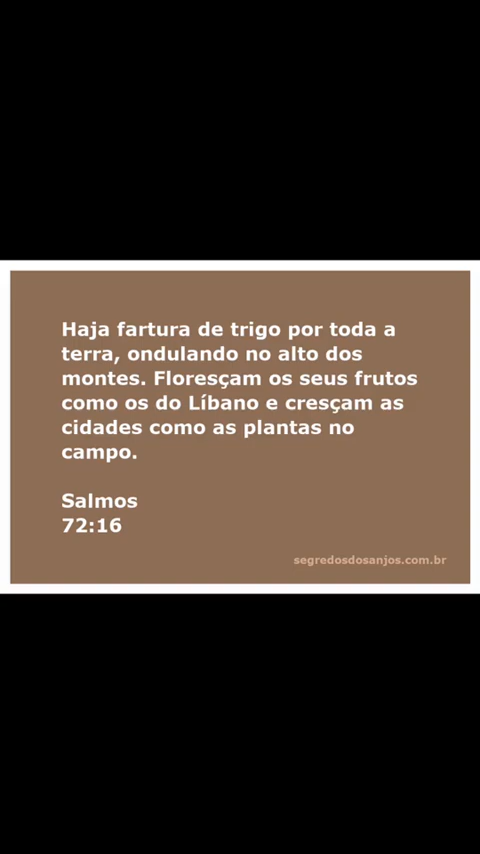 Haja fartura de trigo por toda a
terra, ondulando no alto dos
montes. Floresçam os seus frutos
como os do Líbano e cresçam as
cidades como as plantas no
campo.
Salmos
72:16
segredosdosanjos.com.br